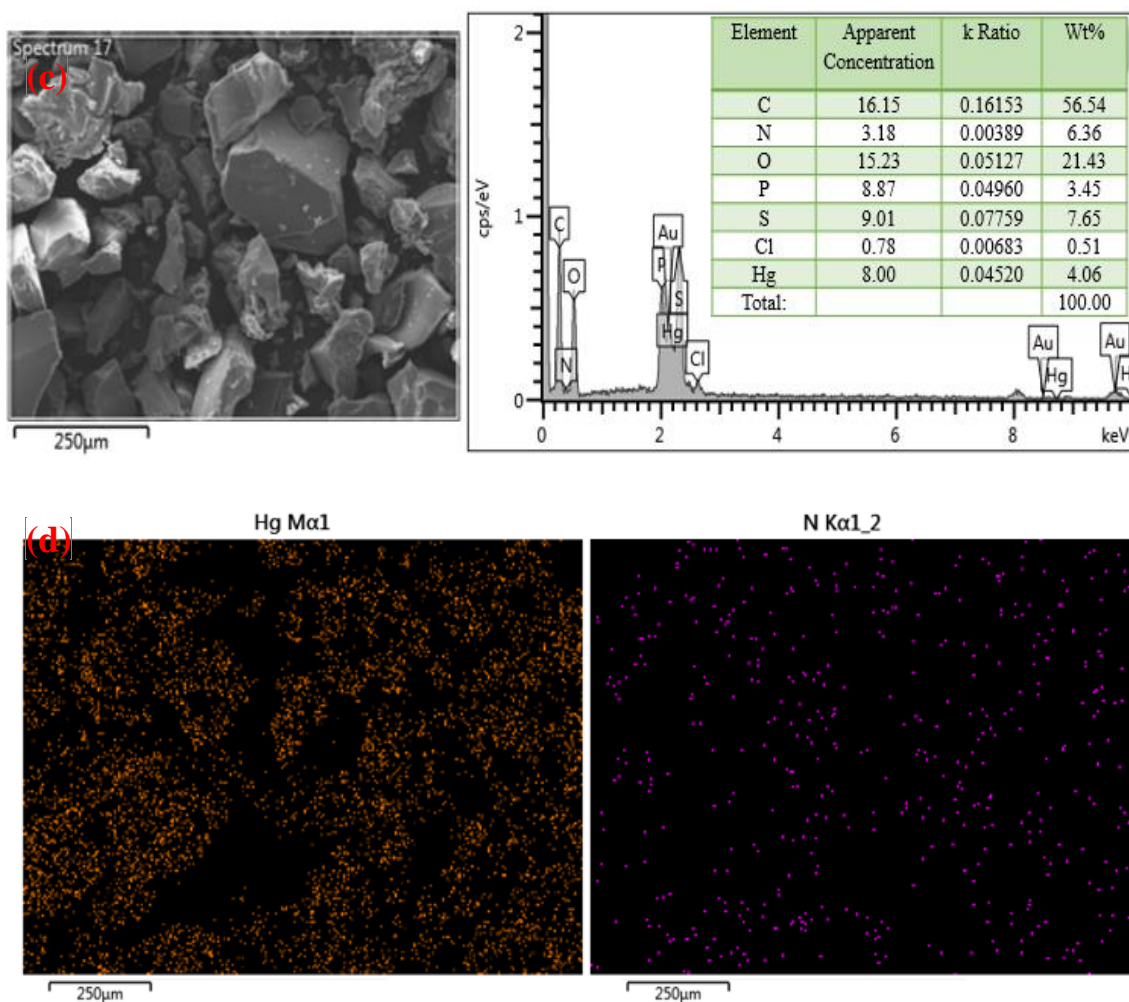 Spectrum 17
(c)
250µm
cps/eV
2
1
0
C
O
N
Au
P
S
Hg
Cl
Au
Hg
Au
0 2 4 6 8 keV
Element Apparent Concentration k Ratio Wt%
C 16.15 0.16153 56.54
N 3.18 0.00389 6.36
O 15.23 0.05127 21.43
P 8.87 0.04960 3.45
S 9.01 0.07759 7.65
Cl 0.78 0.00683 0.51
Hg 8.00 0.04520 4.06
Total: 100.00
(d)
Hg Mα1
N Kα1_2
250µm
250µm